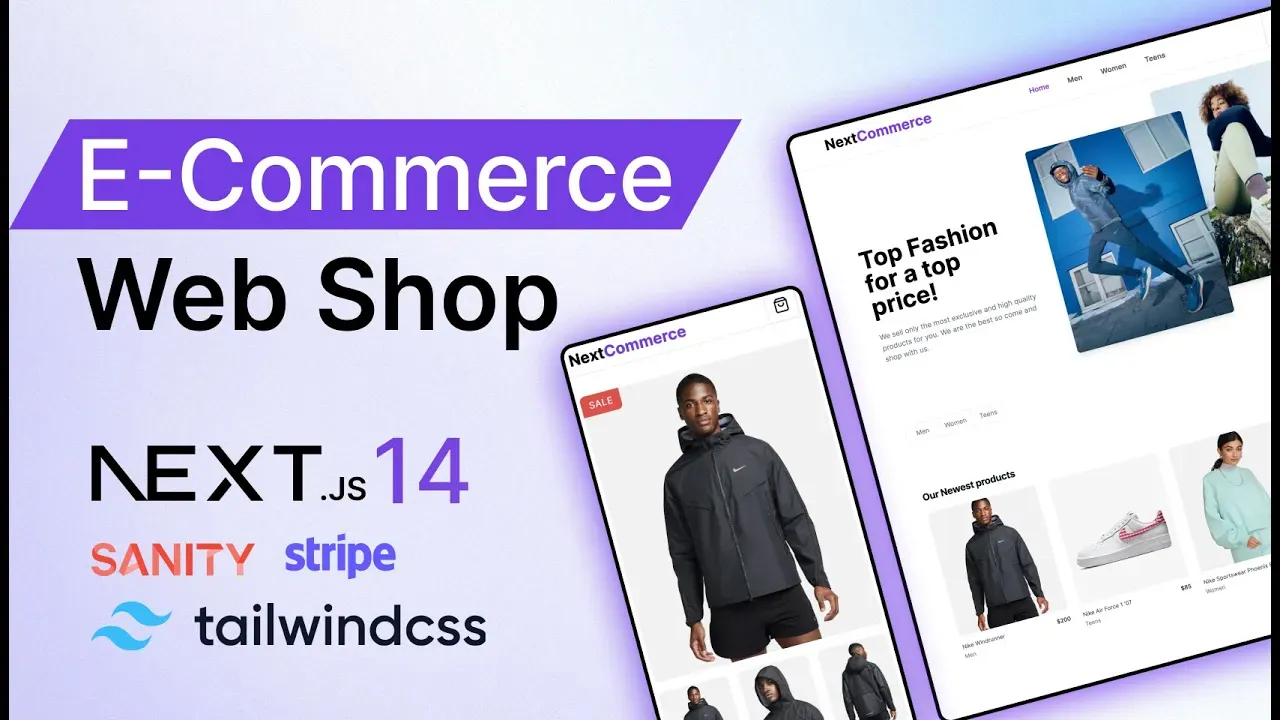 E-Commerce
Web Shop
NEXT.JS 14
SANITY stripe
tailwindcss
NextCommerce
SALE
NextCommerce
Home Men Women Teens
Top Fashion
for a top
price!
We sell only the most exclusive and high quality
products for you. We are the best so come and
shop with us.
Men Women Teens
Our Newest products
Nike Windrunner $200
Men
Nike Air Force 1 '07 $85
Teens
Nike Sportswear Phoenix
Women